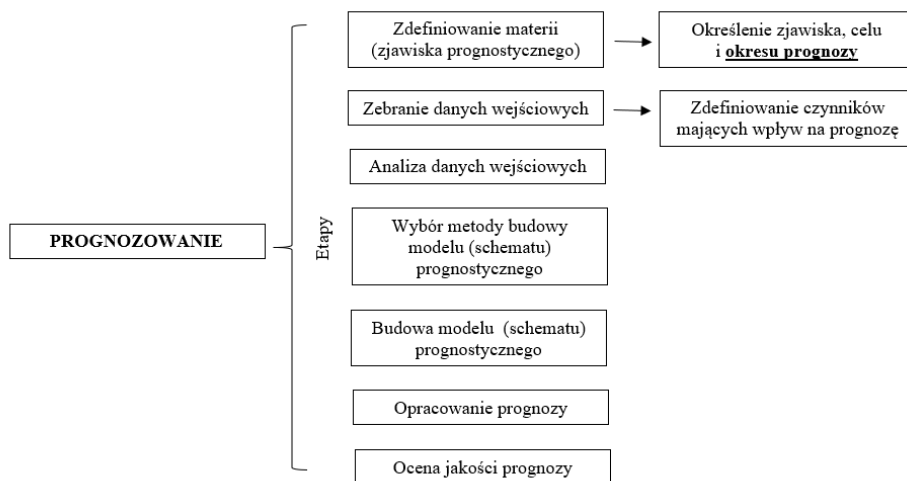 Zdefiniowanie materii
(zjawiska prognostycznego)
Określenie zjawiska, celu
i okresu prognozy
Zebranie danych wejściowych
Zdefiniowanie czynników
mających wpływ na prognozę
Analiza danych wejściowych
PROGNOZOWANIE
Etapy
Wybór metody budowy
modelu (schematu)
prognostycznego
Budowa modelu (schematu)
prognostycznego
Opracowanie prognozy
Ocena jakości prognozy